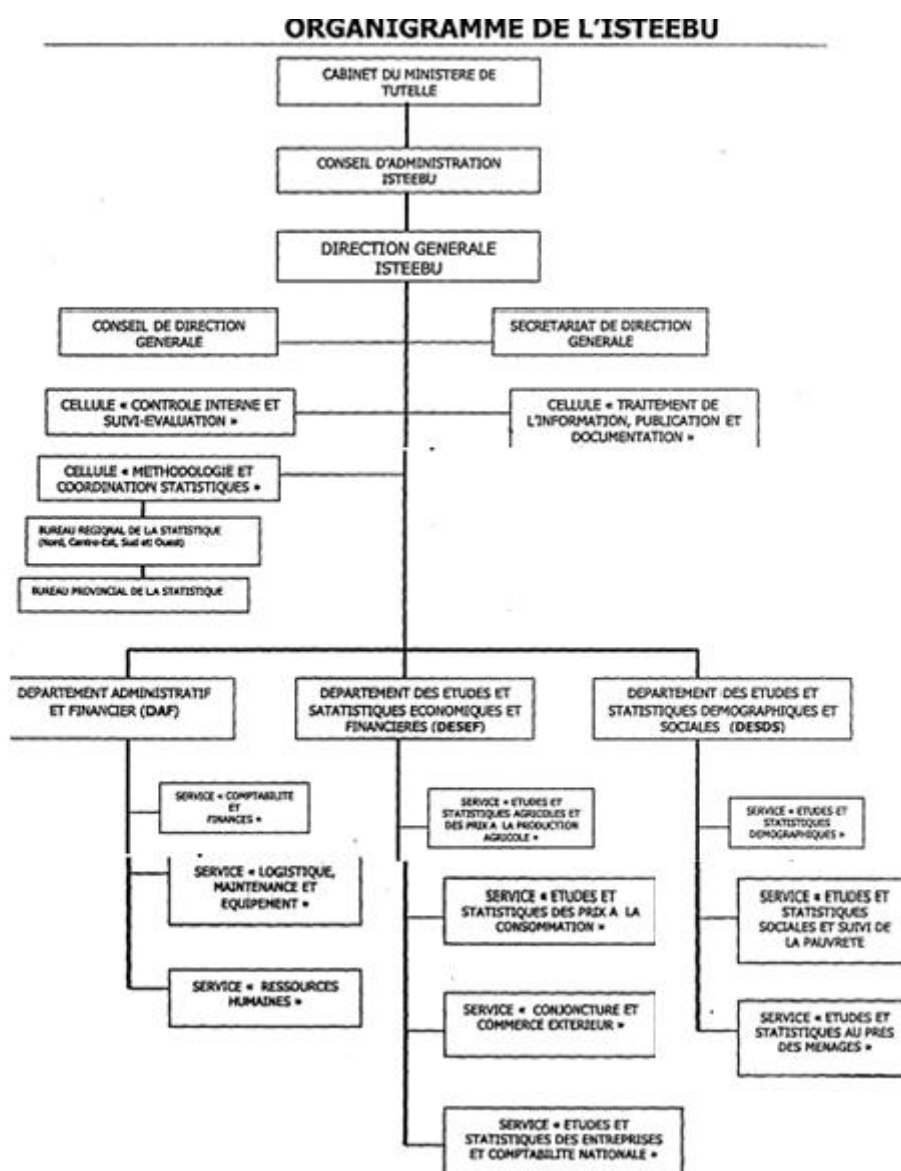 ORGANIGRAMME DE L'ISTEEBU
CABINET DU MINISTERE DE
TUTELLE
CONSEIL D'ADMINISTRATION
ISTEEBU
DIRECTION GENERALE
ISTEEBU
CONSEIL DE DIRECTION
GENERALE
SECRETARIAT DE DIRECTION
GENERALE
CELLULE « CONTROLE INTERNE ET
SUIVI-EVALUATION »
CELLULE « TRAITEMENT DE
L'INFORMATION, PUBLICATION ET
DOCUMENTATION »
CELLULE « METHODOLOGIE ET
COORDINATION STATISTIQUES »
BUREAU REGIONAL DE LA STATISTIQUE
(Nord, Centre-Est, Sud et Ouest)
BUREAU PROVINCIAL DE LA STATISTIQUE
DEPARTEMENT ADMINISTRATIF
ET FINANCIER (DAF)
DEPARTEMENT DES ETUDES ET
SATATISTIQUES ECONOMIQUES ET
FINANCIERES (DESEF)
DEPARTEMENT DES ETUDES ET
STATISTIQUES DEMOGRAPHIQUES ET
SOCIALES (DESDS)
SERVICE « COMPTABILITE
ET
FINANCES »
SERVICE « LOGISTIQUE,
MAINTENANCE ET
EQUIPEMENT »
SERVICE « RESSOURCES
HUMAINES »
SERVICE « ETUDES ET
STATISTIQUES AGRICOLES ET
DES PRIX A LA PRODUCTION
AGRICOLE »
SERVICE « ETUDES ET
STATISTIQUES DES PRIX A LA
CONSOMMATION »
SERVICE « CONJONCTURE ET
COMMERCE EXTERIEUR »
SERVICE « ETUDES ET
STATISTIQUES DES ENTREPRISES
ET COMPTABILITE NATIONALE »
SERVICE « ETUDES ET
STATISTIQUES
DEMOGRAPHIQUES »
SERVICE « ETUDES ET
STATISTIQUES
SOCIALES ET SUIVI DE
LA PAUVRETE
SERVICE « ETUDES ET
STATISTIQUES AU PRES
DES MENAGES »